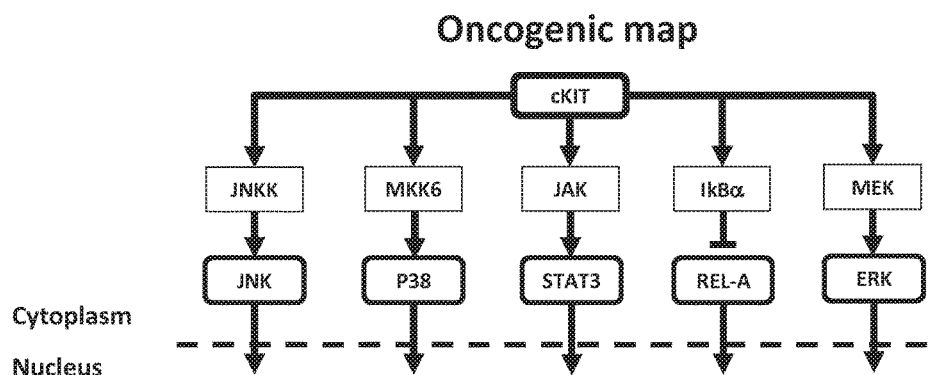 Oncogenic map
cKIT
JNKK MKK6 JAK IkBα MEK
JNK P38 STAT3 REL-A ERK
Cytoplasm
Nucleus